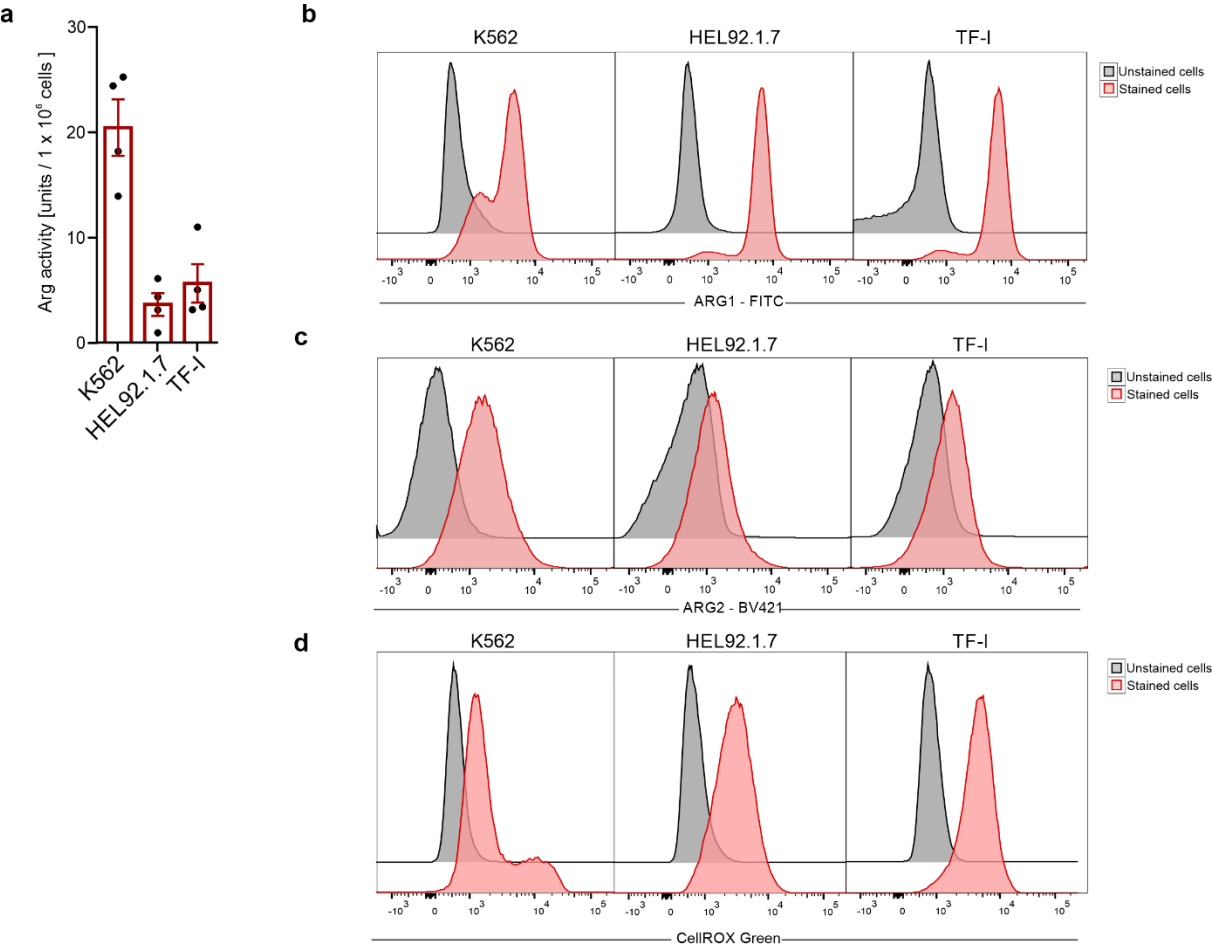 a
Arg activity [units / 1 x 10⁶ cells ]
30
20
10
0
K562
HEL92.1.7
TF-I
b
K562 HEL92.1.7 TF-I
Unstained cells
Stained cells
-10³ 0 10³ 10⁴ 10⁵ -10³ 0 10³ 10⁴ 10⁵ -10³ 0 10³ 10⁴ 10⁵
ARG1 - FITC
c
K562 HEL92.1.7 TF-I
Unstained cells
Stained cells
-10³ 0 10³ 10⁴ 10⁵ -10³ 0 10³ 10⁴ 10⁵ -10³ 0 10³ 10⁴ 10⁵
ARG2 - BV421
d
K562 HEL92.1.7 TF-I
Unstained cells
Stained cells
-10³ 0 10³ 10⁴ 10⁵ -10³ 0 10³ 10⁴ 10⁵ -10³ 0 10³ 10⁴ 10⁵
CellROX Green